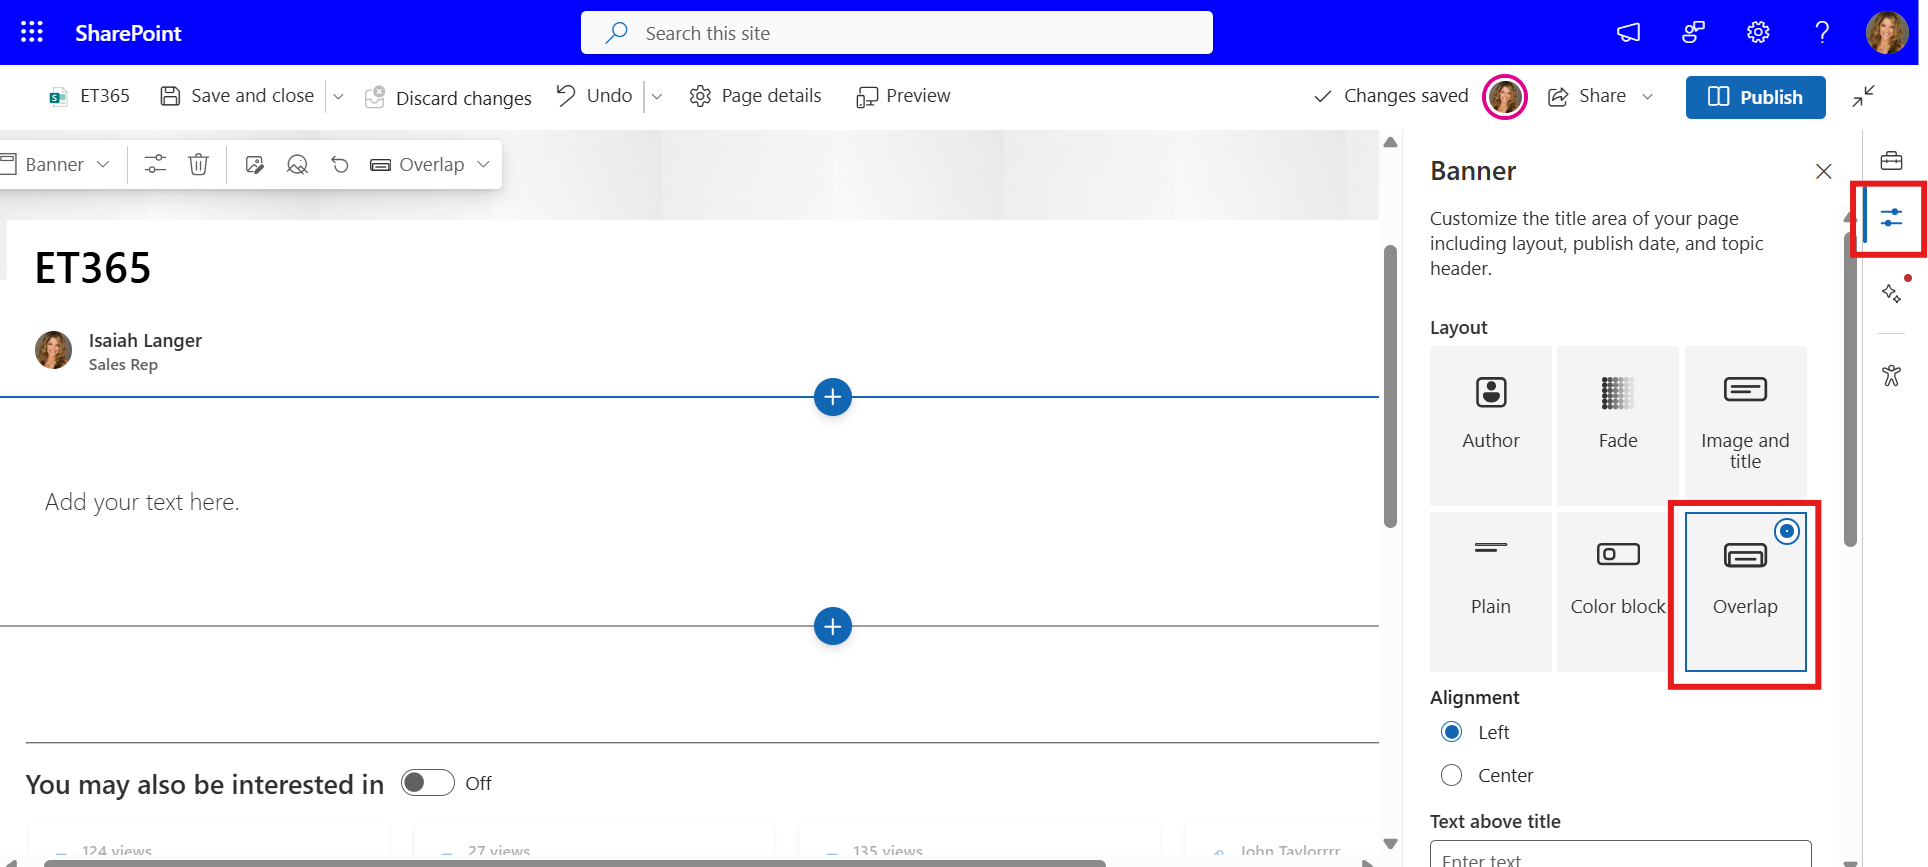 SharePoint
Search this site
ET365
Save and close
Discard changes
Undo
Page details
Preview
Changes saved
Share
Publish
Banner
Overlap
ET365
Isaiah Langer
Sales Rep
Add your text here.
You may also be interested in
Off
124 views
27 views
135 views
John Taylorrrr
Banner
Customize the title area of your page
including layout, publish date, and topic
header.
Layout
Author
Fade
Image and
title
Plain
Color block
Overlap
Alignment
Left
Center
Text above title
Enter text